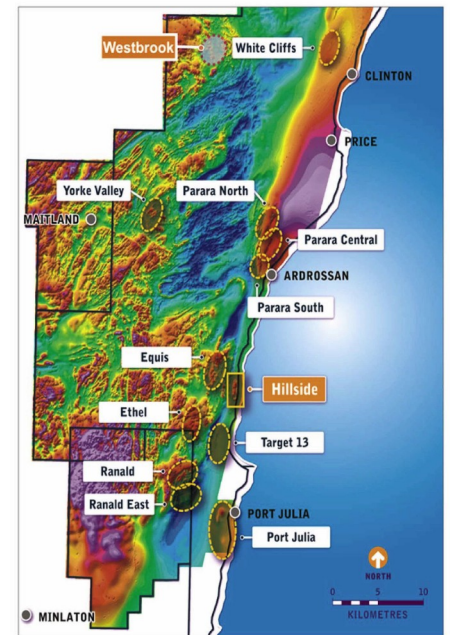 Westbrook
White Cliffs
CLINTON
PRICE
Yorke Valley
Parara North
MAITLAND
Parara Central
ARDROSSAN
Parara South
Equis
Hillside
Ethel
Target 13
Ranald
Ranald East
PORT JULIA
Port Julia
NORTH
0 5 10
KILOMETRES
MINLATON